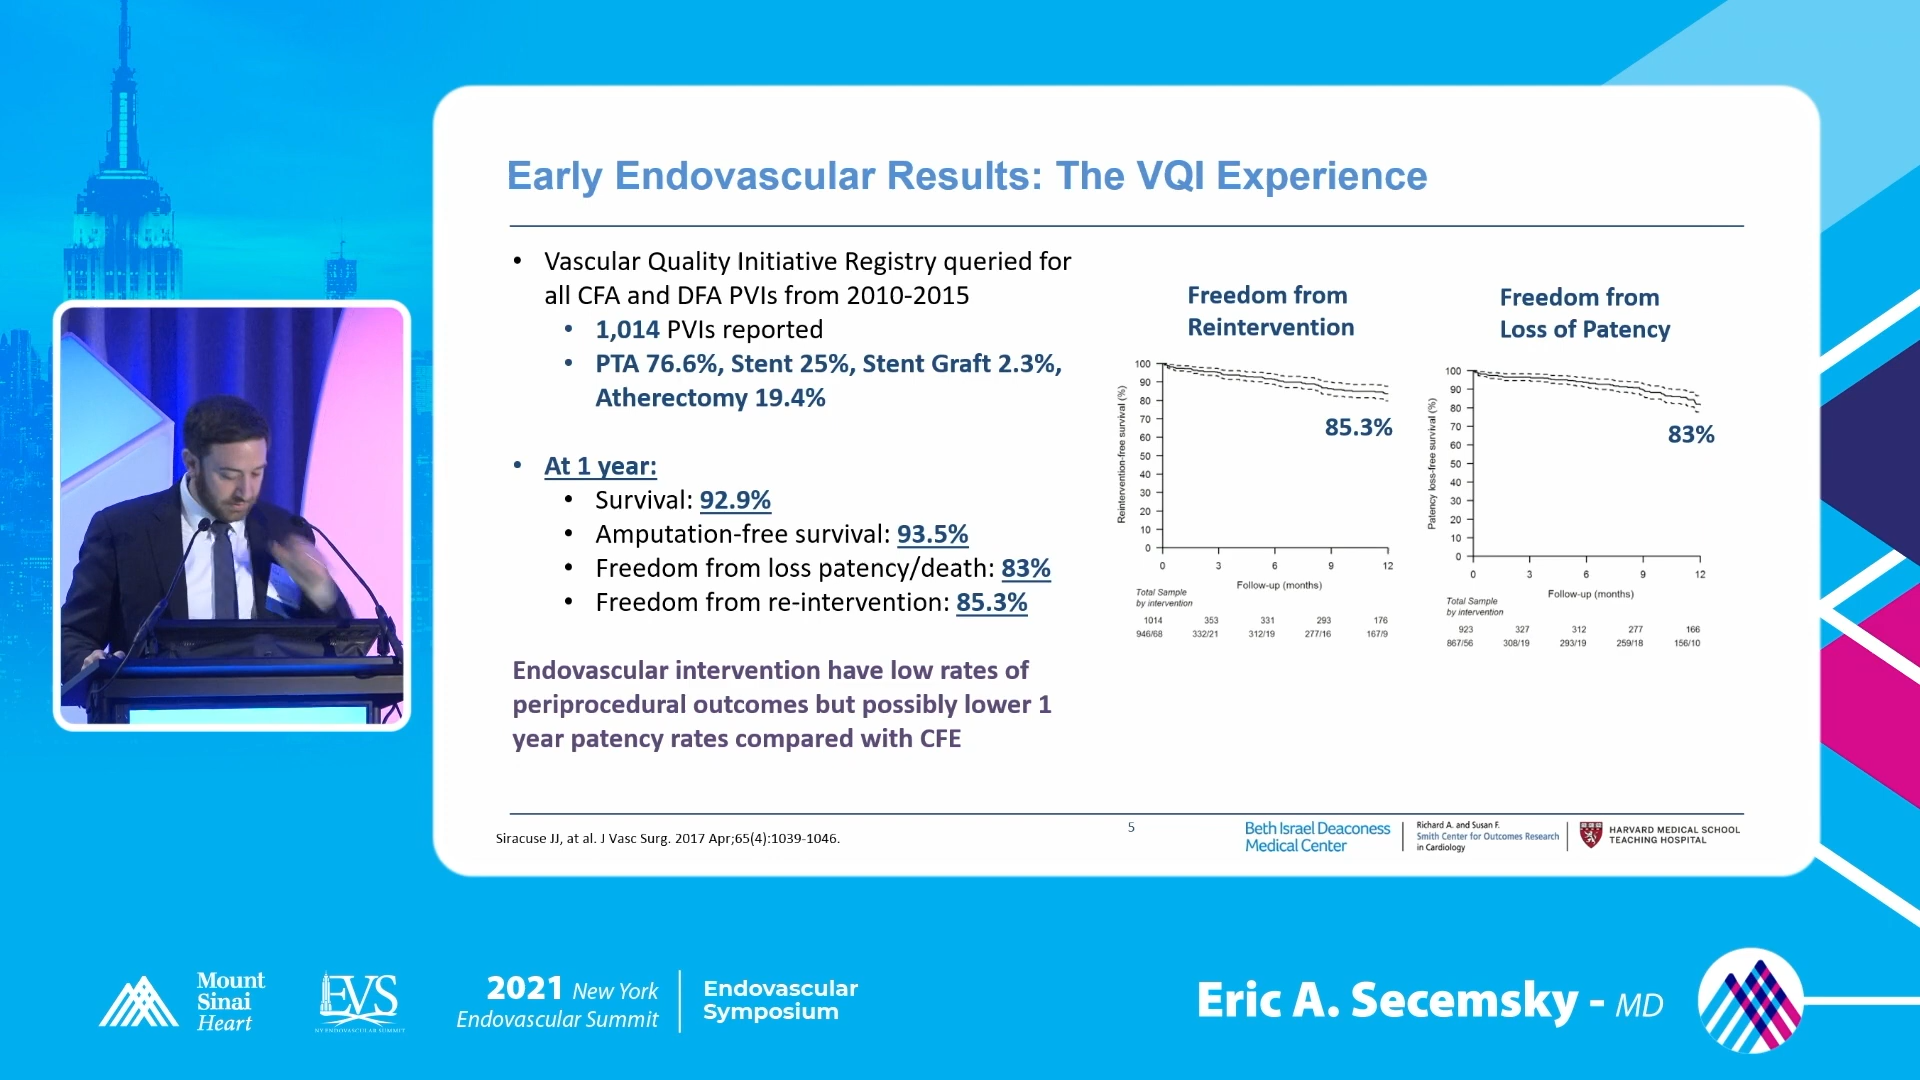 Early Endovascular Results: The VQI Experience
• Vascular Quality Initiative Registry queried for
all CFA and DFA PVIs from 2010-2015
• 1,014 PVIs reported
• PTA 76.6%, Stent 25%, Stent Graft 2.3%,
Atherectomy 19.4%
• At 1 year:
• Survival: 92.9%
• Amputation-free survival: 93.5%
• Freedom from loss patency/death: 83%
• Freedom from re-intervention: 85.3%
Endovascular intervention have low rates of
periprocedural outcomes but possibly lower 1
year patency rates compared with CFE
Freedom from
Reintervention
Reintervention-free survival (%)
100
90
80
70
60
50
40
30
20
10
0
85.3%
0 3 6 9 12
Follow-up (months)
Total Sample
by intervention
1014 353 331 293 176
946/68 332/21 312/19 277/16 167/9
Freedom from
Loss of Patency
Patency loss-free survival (%)
100
90
80
70
60
50
40
30
20
10
0
83%
0 3 6 9 12
Follow-up (months)
Total Sample
by intervention
923 327 312 277 166
867/56 308/19 293/19 259/18 156/10
Siracuse JJ, at al. J Vasc Surg. 2017 Apr;65(4):1039-1046.
5
Beth Israel Deaconess
Medical Center
Richard A. and Susan F.
Smith Center for Outcomes Research
in Cardiology
HARVARD MEDICAL SCHOOL
TEACHING HOSPITAL
Mount
Sinai
Heart
EVS
NY ENDOVASCULAR SUMMIT
2021 New York
Endovascular Summit
Endovascular
Symposium
Eric A. Secemsky - MD